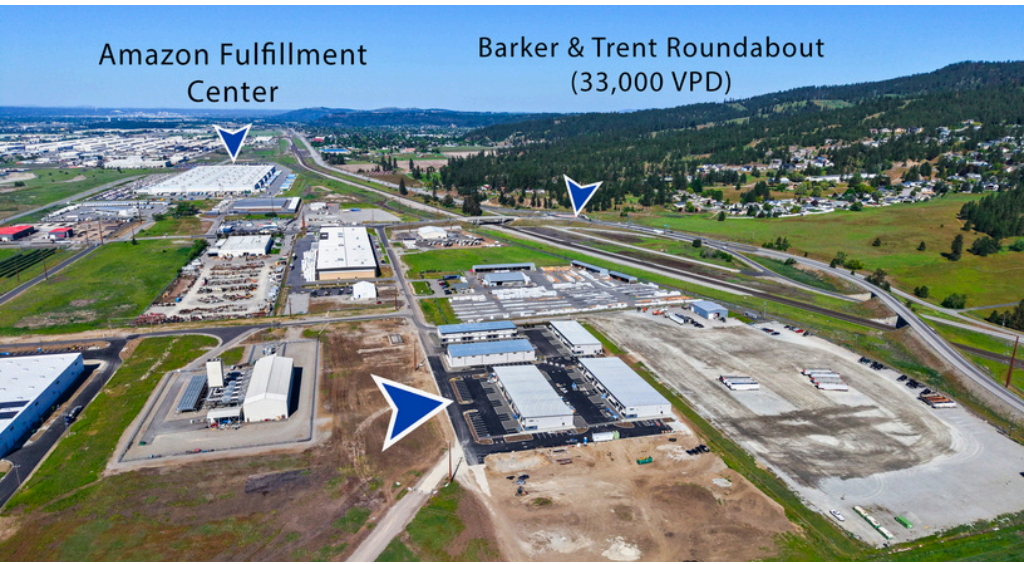 Amazon Fulfillment
Center
Barker & Trent Roundabout
(33,000 VPD)